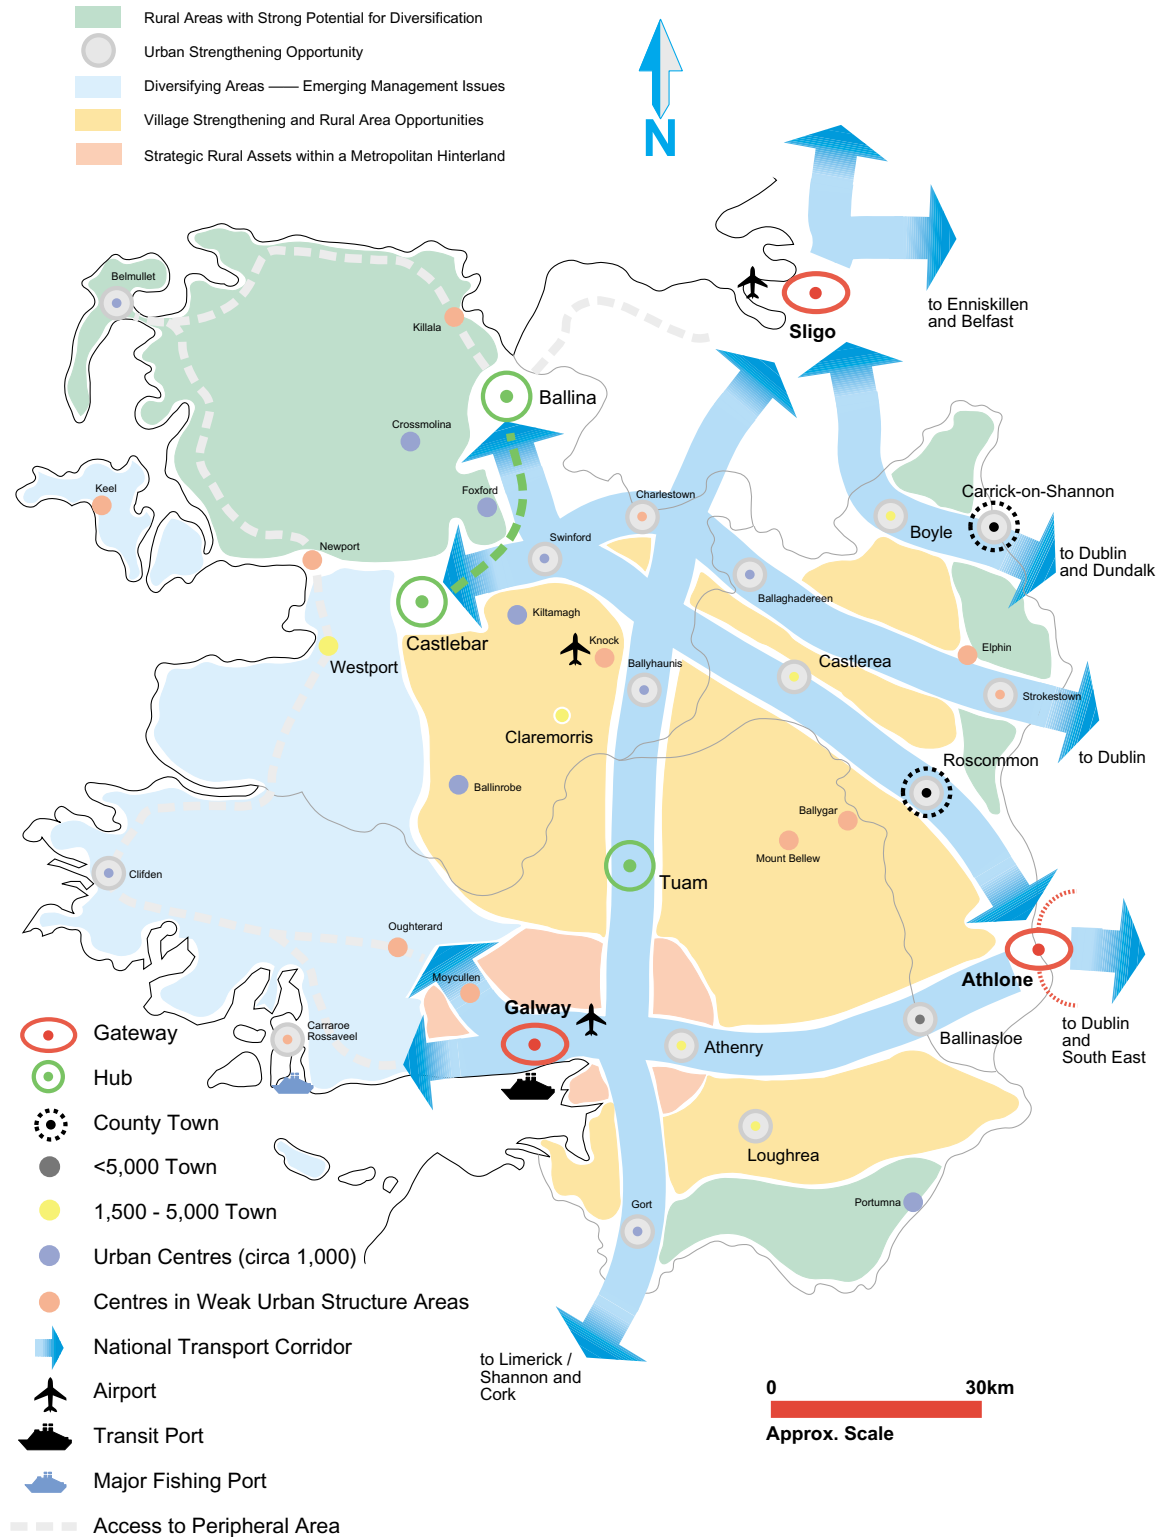 Rural Areas with Strong Potential for Diversification
Urban Strengthening Opportunity
Diversifying Areas —— Emerging Management Issues
Village Strengthening and Rural Area Opportunities
Strategic Rural Assets within a Metropolitan Hinterland
N
Belmullet
to Enniskillen
and Belfast
Killala
Sligo
Ballina
Crossmolina
Keel
Foxford
Charlestown
Carrick-on-Shannon
Boyle
Newport
Swinford
to Dublin
and Dundalk
Ballaghadereen
Kiltamagh
Castlebar
Knock
Elphin
Westport
Ballyhaunis
Castlerea
Strokestown
Claremorris
Roscommon
to Dublin
Ballinrobe
Ballygar
Mount Bellew
Clifden
Tuam
Oughterard
Moycullen
Athlone
Galway
Carraroe
Rossaveel
Athenry
Ballinasloe
to Dublin
and
South East
Loughrea
Portumna
Gort
Gateway
Hub
County Town
<5,000 Town
1,500 - 5,000 Town
Urban Centres (circa 1,000)
Centres in Weak Urban Structure Areas
National Transport Corridor
Airport
Transit Port
Major Fishing Port
Access to Peripheral Area
to Limerick /
Shannon and
Cork
0 30km
Approx. Scale